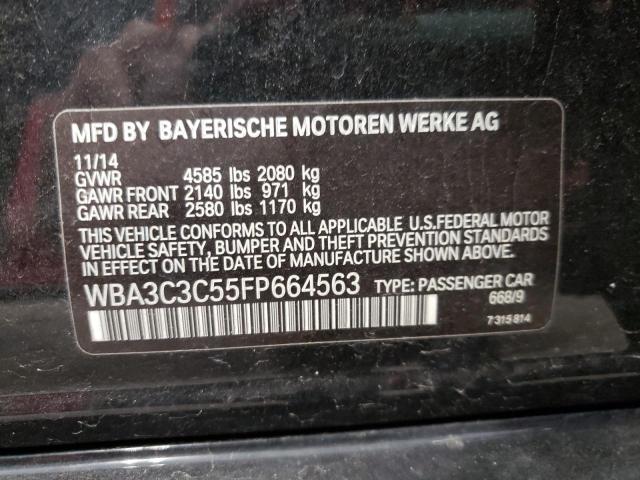 MFD BY BAYERISCHE MOTOREN WERKE AG
11/14
GVWR 4585 lbs 2080 kg
GAWR FRONT 2140 lbs 971 kg
GAWR REAR 2580 lbs 1170 kg
THIS VEHICLE CONFORMS TO ALL APPLICABLE U.S.FEDERAL MOTOR
VEHICLE SAFETY, BUMPER AND THEFT PREVENTION STANDARDS
IN EFFECT ON THE DATE OF MANUFACTURE SHOWN ABOVE:
WBA3C3C55FP664563 TYPE: PASSENGER CAR
668/9
7315814